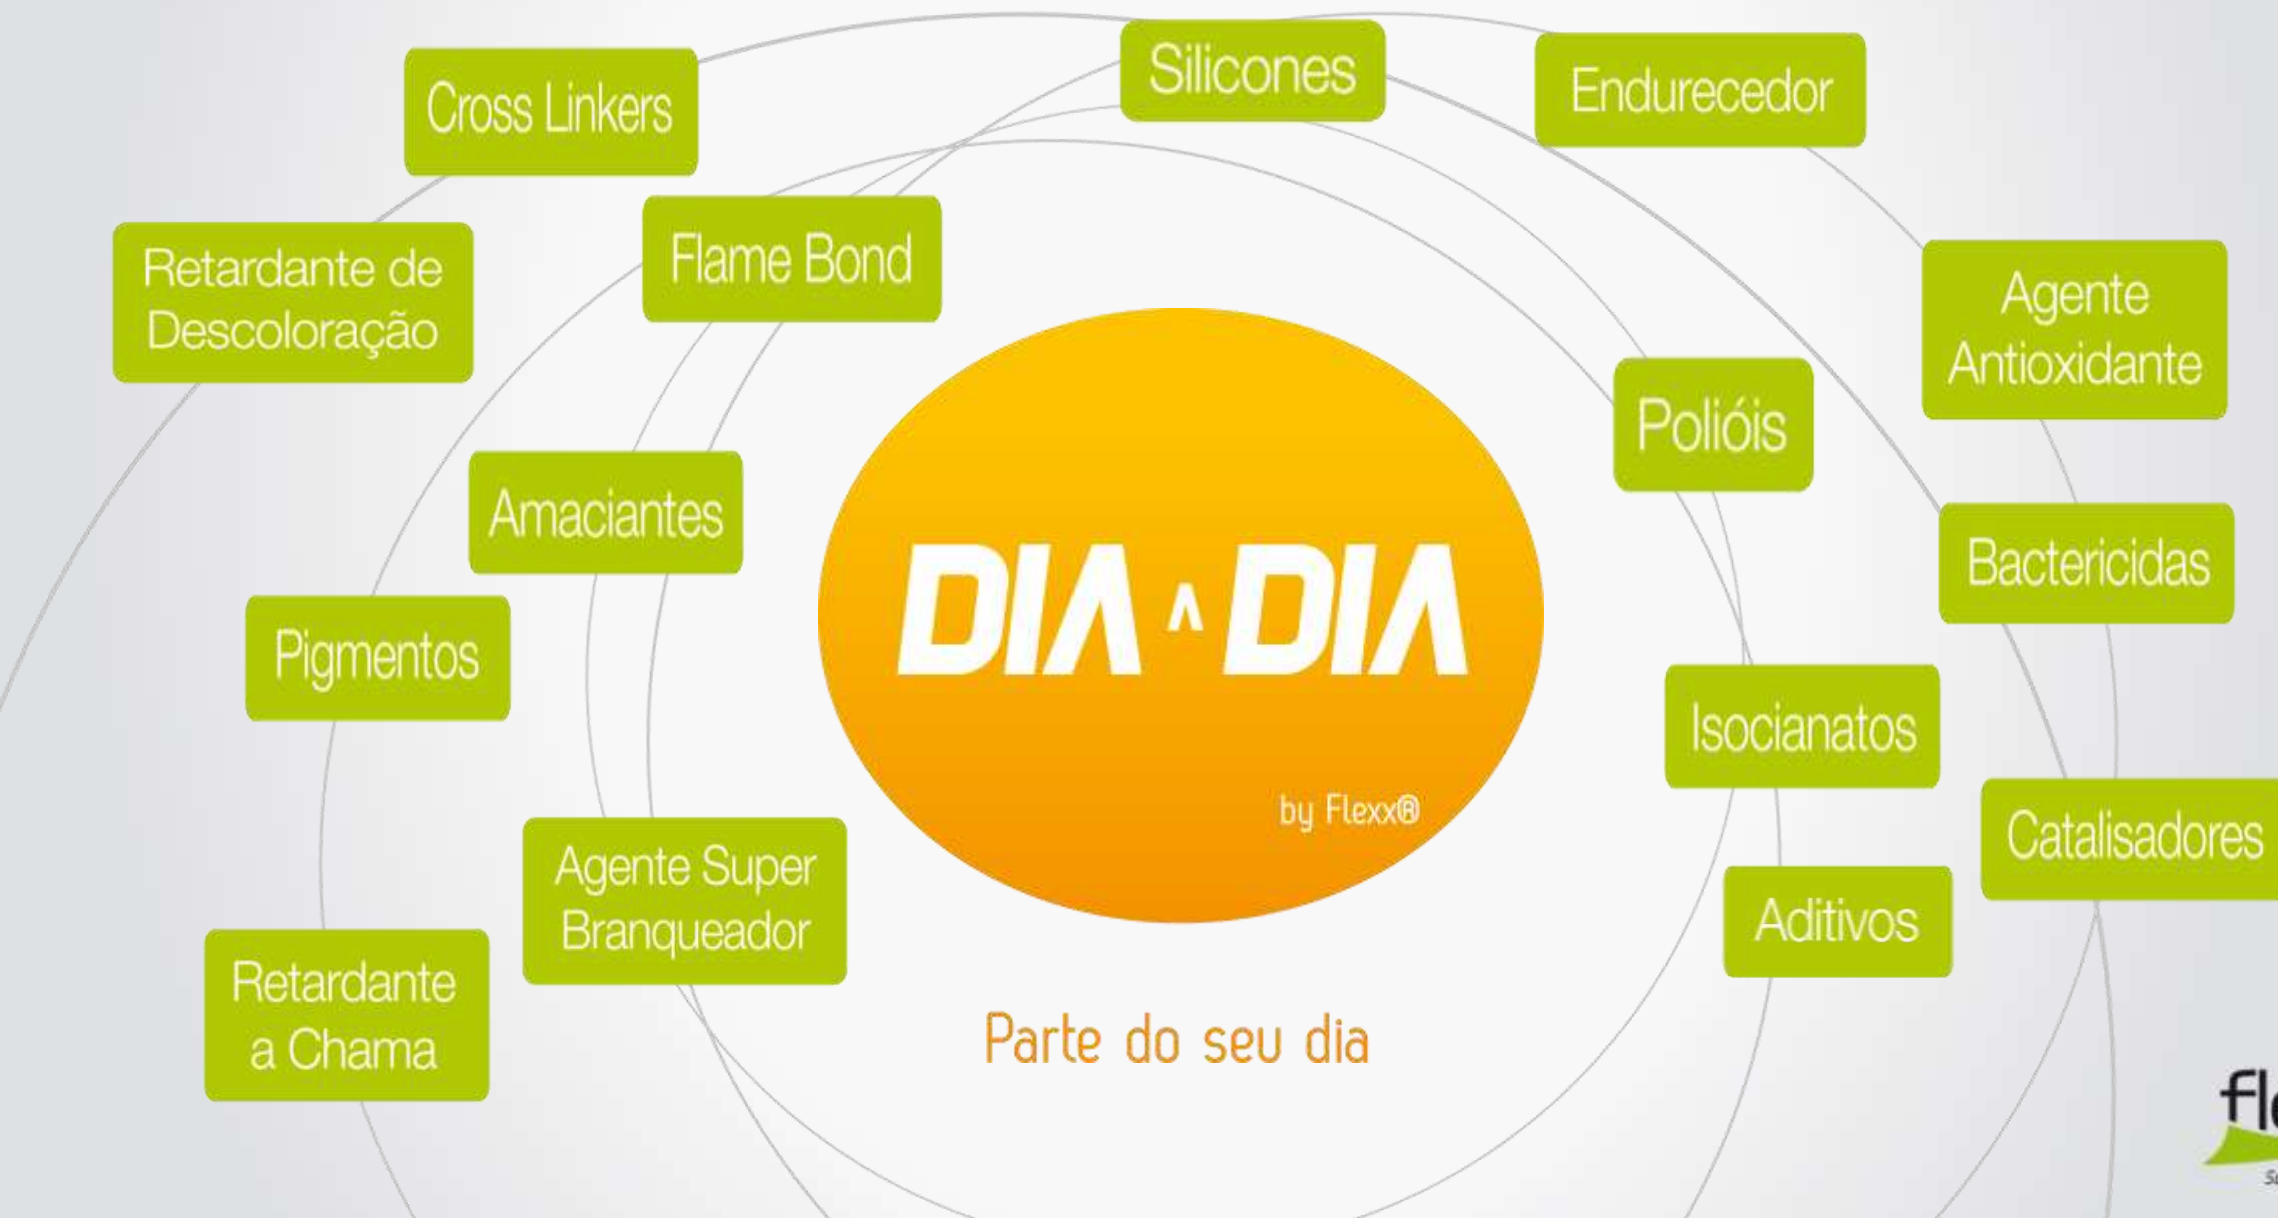 Cross Linkers
Silicones
Endurecedor
Retardante de
Descoloração
Flame Bond
Agente
Antioxidante
Polióis
Amaciantes
Bactericidas
DIA A DIA
Pigmentos
Isocianatos
by Flexx®
Catalisadores
Agente Super
Branqueador
Aditivos
Retardante
a Chama
Parte do seu dia